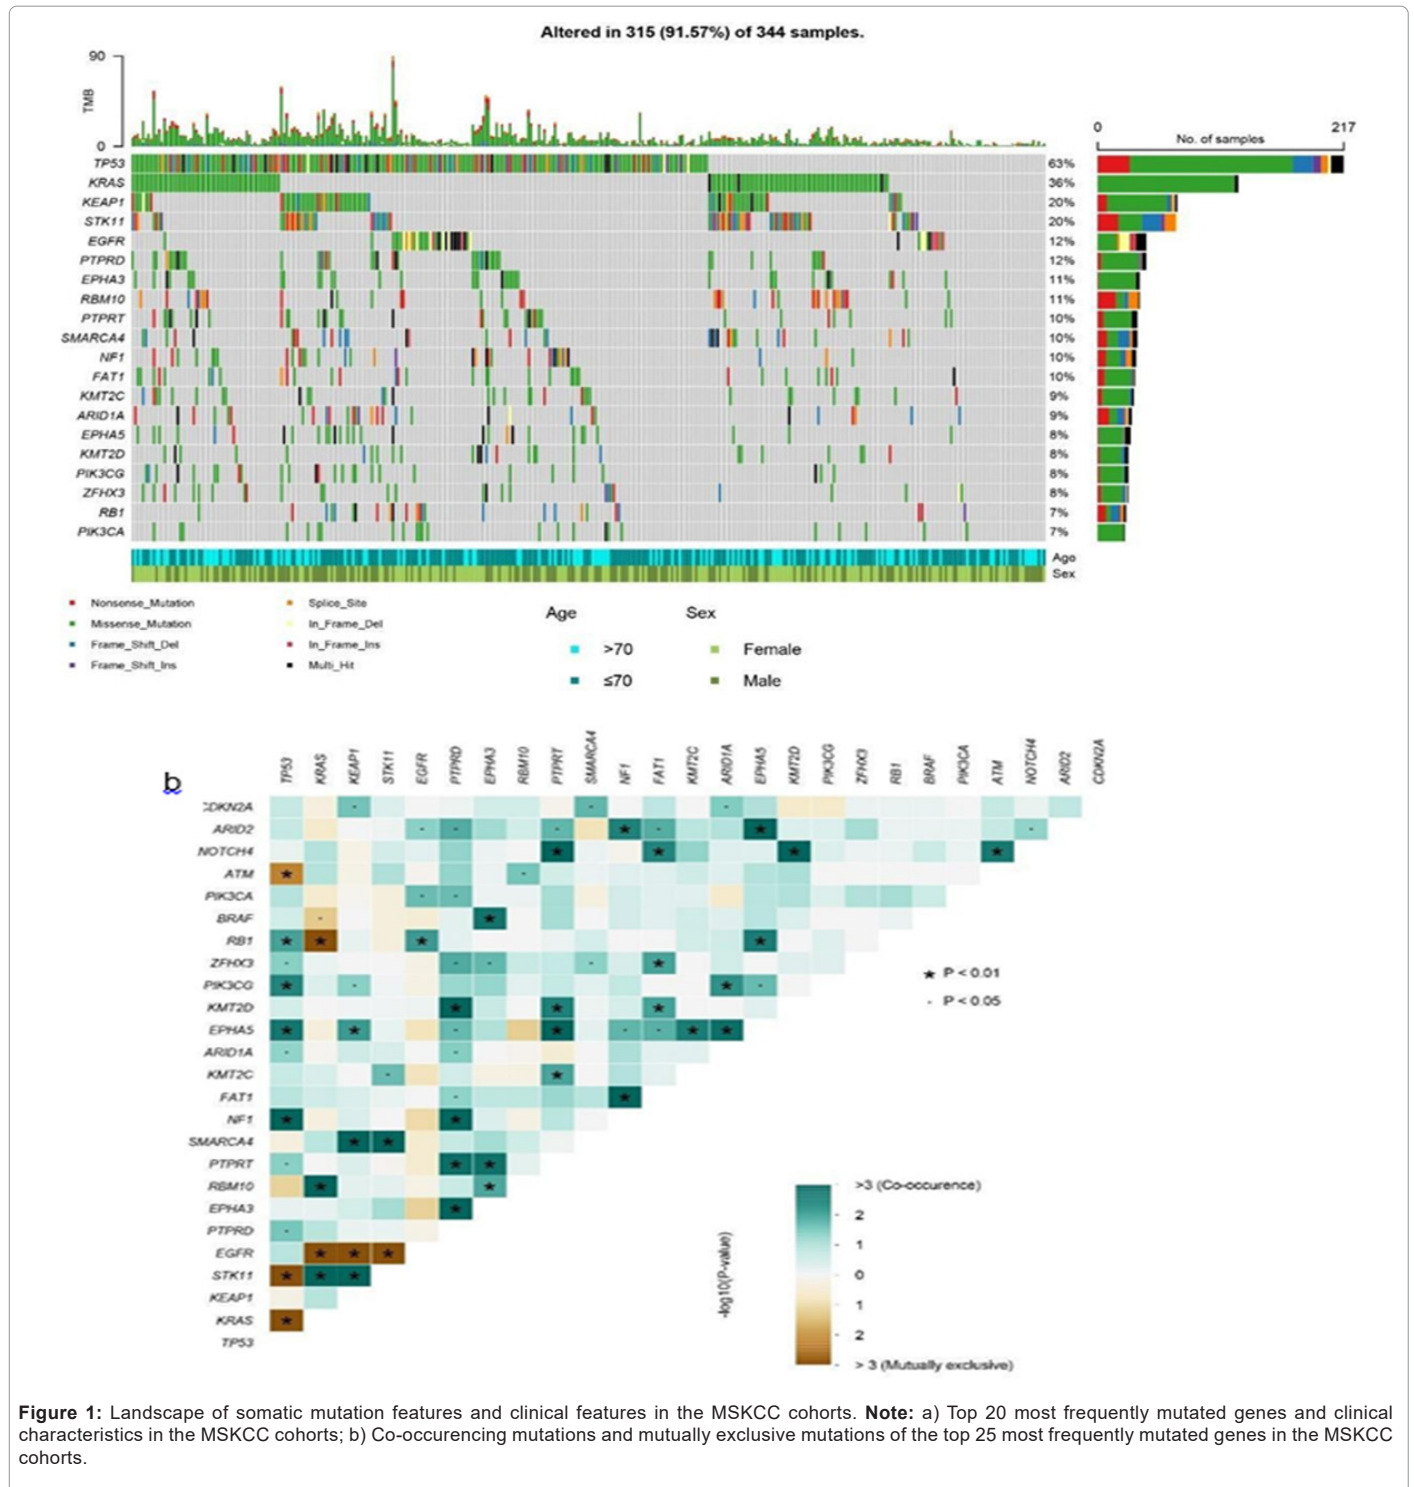 Altered in 315 (91.57%) of 344 samples.
90
TMB
0
0 217
No. of samples
TP53 63%
KRAS 36%
KEAP1 20%
STK11 20%
EGFR 12%
PTPRD 12%
EPHA3 11%
RBM10 11%
PTPRT 10%
SMARCA4 10%
NF1 10%
FAT1 10%
KMT2C 9%
ARID1A 9%
EPHA5 8%
KMT2D 8%
PIK3CG 8%
ZFHX3 8%
RB1 7%
PIK3CA 7%
Age
Sex
Nonsense_Mutation Splice_Site
Missense_Mutation In_Frame_Del
Frame_Shift_Del In_Frame_Ins
Frame_Shift_Ins Multi_Hit
Age Sex
>70 Female
≤70 Male
b
TP53 KRAS KEAP1 STK11 EGFR PTPRD EPHA3 RBM10 PTPRT SMARCA4 NF1 FAT1 KMT2C ARID1A EPHA5 KMT2D PIK3CG ZFHX3 RB1 BRAF PIK3CA ATM NOTCH4 ARID2 CDKN2A
CDKN2A
ARID2
NOTCH4
ATM
PIK3CA
BRAF
RB1
ZFHX3
PIK3CG
KMT2D
EPHA5
ARID1A
KMT2C
FAT1
NF1
SMARCA4
PTPRT
RBM10
EPHA3
PTPRD
EGFR
STK11
KEAP1
KRAS
TP53
★ P < 0.01
- P < 0.05
-log10(P-value)
>3 (Co-occurence)
2
1
0
1
2
> 3 (Mutually exclusive)
Figure 1: Landscape of somatic mutation features and clinical features in the MSKCC cohorts. Note: a) Top 20 most frequently mutated genes and clinical
characteristics in the MSKCC cohorts; b) Co-occurencing mutations and mutually exclusive mutations of the top 25 most frequently mutated genes in the MSKCC
cohorts.